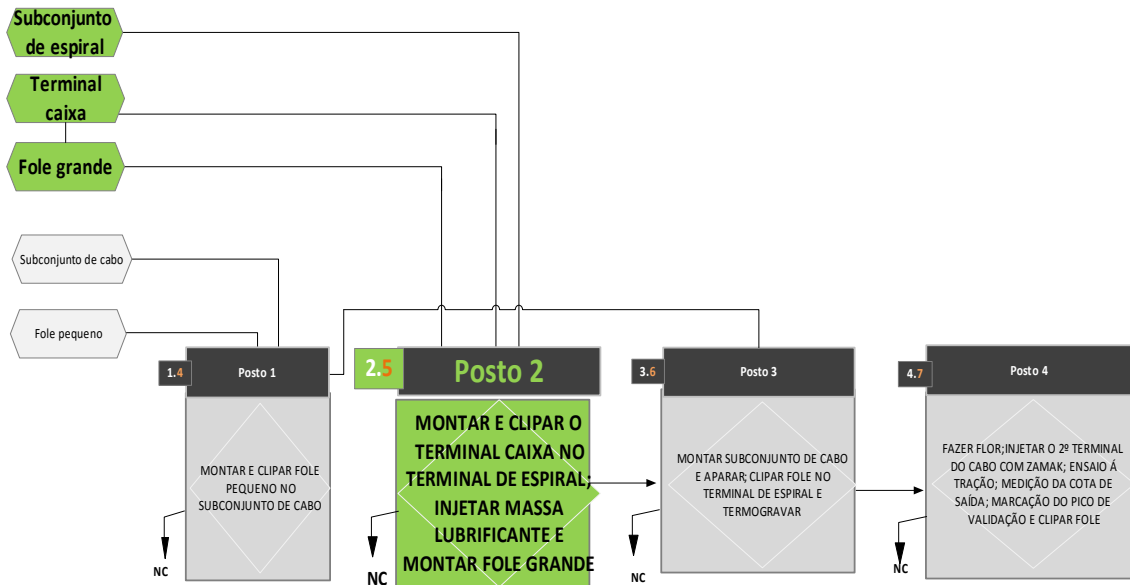 Subconjunto
de espiral
Terminal
caixa
Fole grande
Subconjunto de cabo
Fole pequeno
1.4
Posto 1
MONTAR E CLIPAR FOLE
PEQUENO NO
SUBCONJUNTO DE CABO
NC
2.5
Posto 2
MONTAR E CLIPAR O
TERMINAL CAIXA NO
TERMINAL DE ESPIRAL;
INJETAR MASSA
LUBRIFICANTE E
MONTAR FOLE GRANDE
NC
3.6
Posto 3
MONTAR SUBCONJUNTO DE CABO
E APARAR; CLIPAR FOLE NO
TERMINAL DE ESPIRAL E
TERMOGRAVAR
NC
4.7
Posto 4
FAZER FLOR;INJETAR O 2º TERMINAL
DO CABO COM ZAMAK; ENSAIO Á
TRAÇÃO; MEDIÇÃO DA COTA DE
SAÍDA; MARCAÇÃO DO PICO DE
VALIDAÇÃO E CLIPAR FOLE
NC